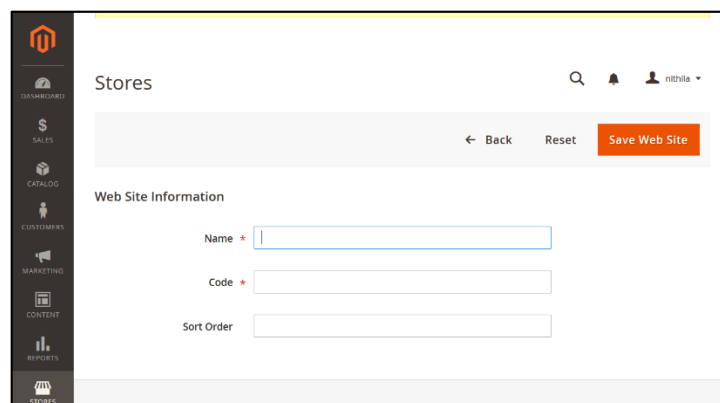 Stores
nithila
← Back Reset Save Web Site
Web Site Information
Name *
Code *
Sort Order
DASHBOARD
SALES
CATALOG
CUSTOMERS
MARKETING
CONTENT
REPORTS
STORES